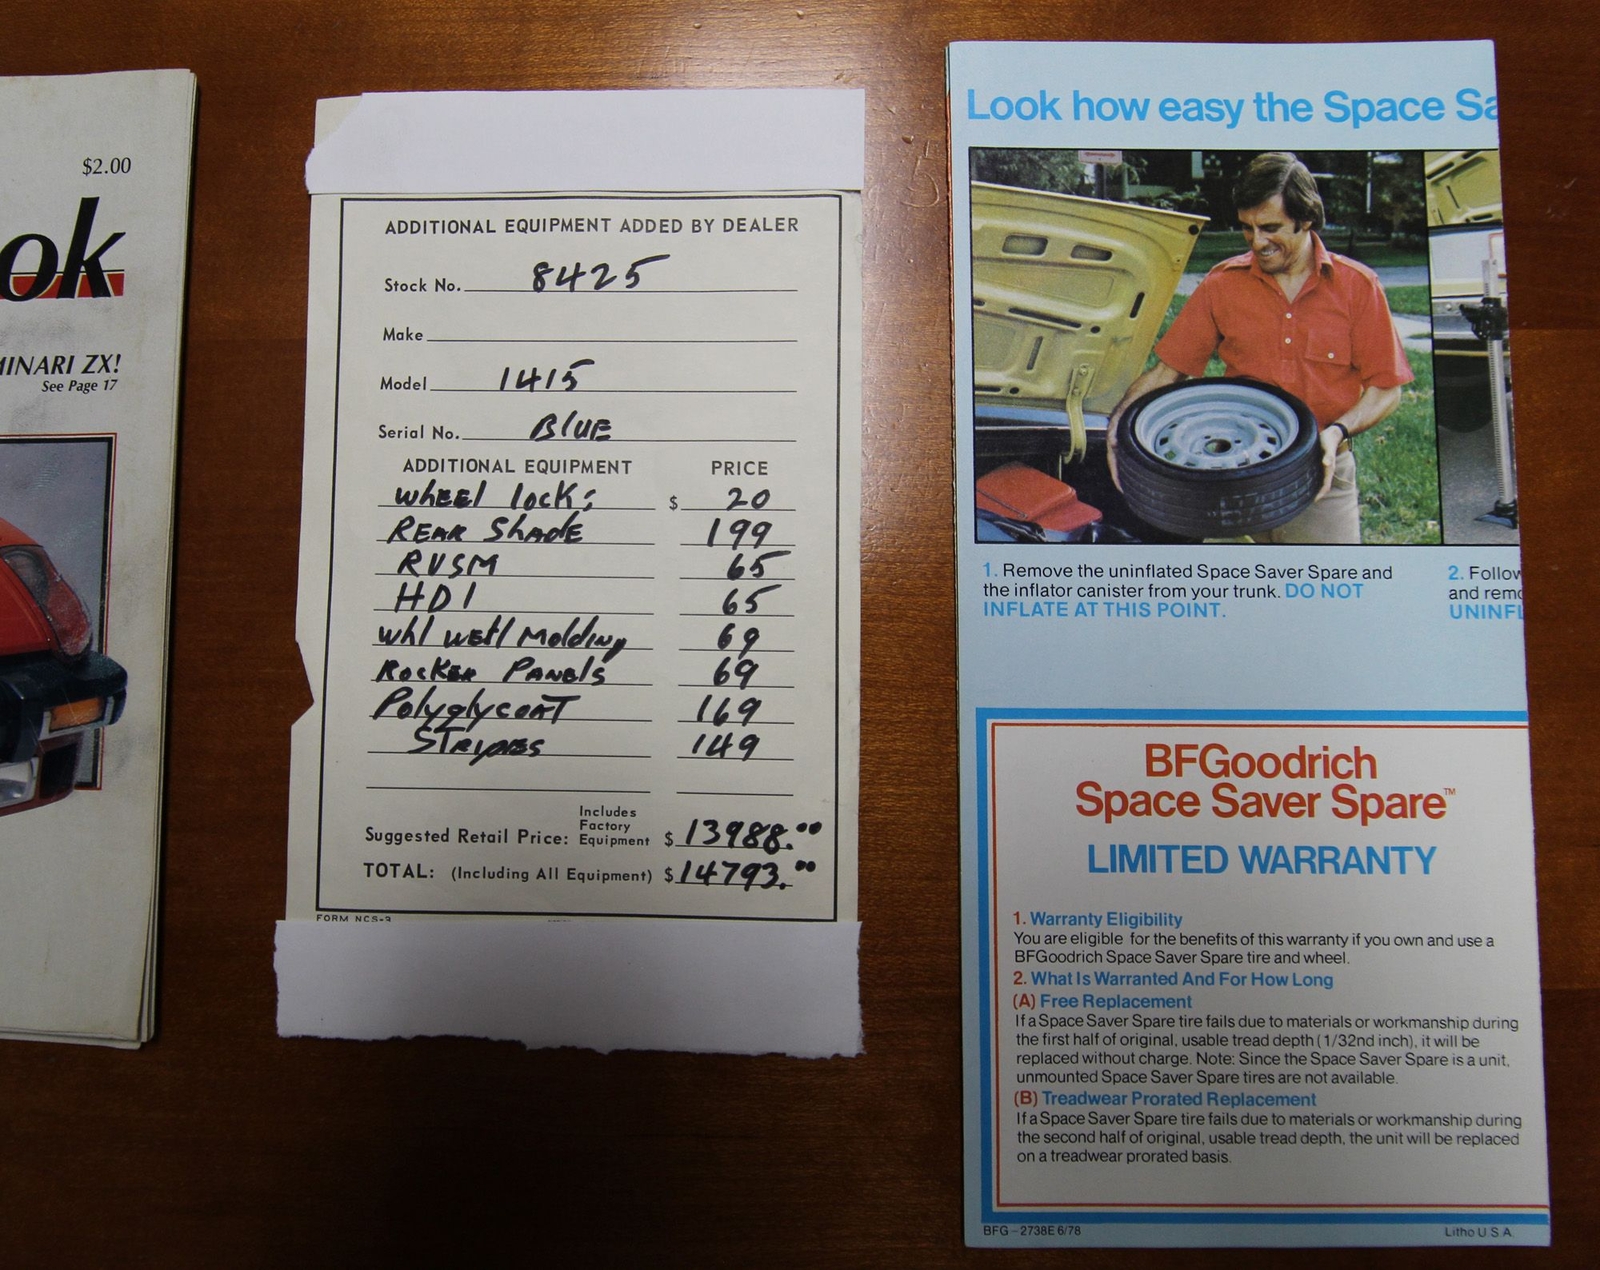 $2.00
ok
MINARI ZX!
See Page 17
ADDITIONAL EQUIPMENT ADDED BY DEALER
Stock No. 8425
Make
Model 1415
Serial No. BLUE
ADDITIONAL EQUIPMENT PRICE
WHEEL lock; $ 20
REAR SHADE 199
RVSM 65
HDI 65
Whl Well Molding 69
ROCKER PANELS 69
Polyglycoat 169
STRIPES 149
Suggested Retail Price: Includes Factory Equipment $ 13988.00
TOTAL: (Including All Equipment) $ 14793.00
FORM NCS-3
Look how easy the Space Sa
1. Remove the uninflated Space Saver Spare and
the inflator canister from your trunk. DO NOT
INFLATE AT THIS POINT.
2. Follow
and remo
UNINFL
BFGoodrich
Space Saver Spare™
LIMITED WARRANTY
1. Warranty Eligibility
You are eligible for the benefits of this warranty if you own and use a
BFGoodrich Space Saver Spare tire and wheel.
2. What Is Warranted And For How Long
(A) Free Replacement
If a Space Saver Spare tire fails due to materials or workmanship during
the first half of original, usable tread depth (1/32nd inch), it will be
replaced without charge. Note: Since the Space Saver Spare is a unit,
unmounted Space Saver Spare tires are not available.
(B) Treadwear Prorated Replacement
If a Space Saver Spare tire fails due to materials or workmanship during
the second half of original, usable tread depth, the unit will be replaced
on a treadwear prorated basis.
BFG-2738E 6/78
Litho U.S.A.